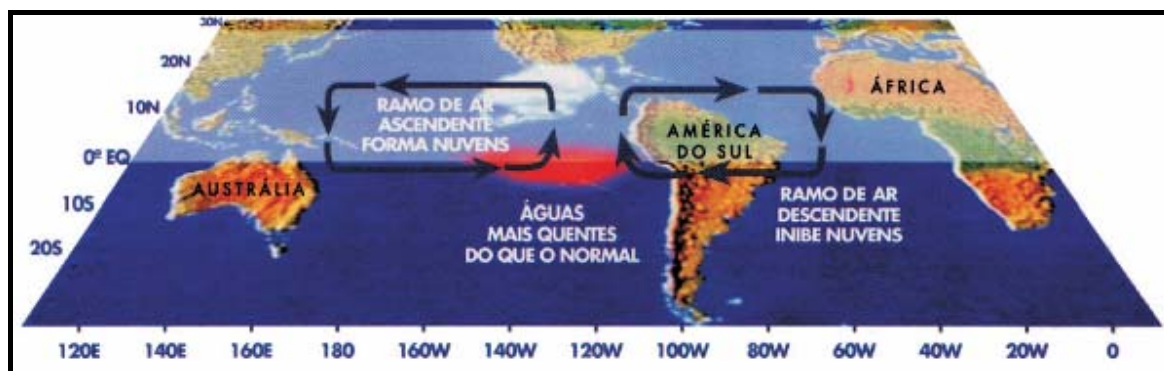 30N
20N
10N
0º EQ
10S
20S
RAMO DE AR
ASCENDENTE
FORMA NUVENS
AUSTRÁLIA
ÁGUAS
MAIS QUENTES
DO QUE O NORMAL
AMÉRICA
DO SUL
ÁFRICA
RAMO DE AR
DESCENDENTE
INIBE NUVENS
120E 140E 160E 180 160W 140W 120W 100W 80W 60W 40W 20W 0